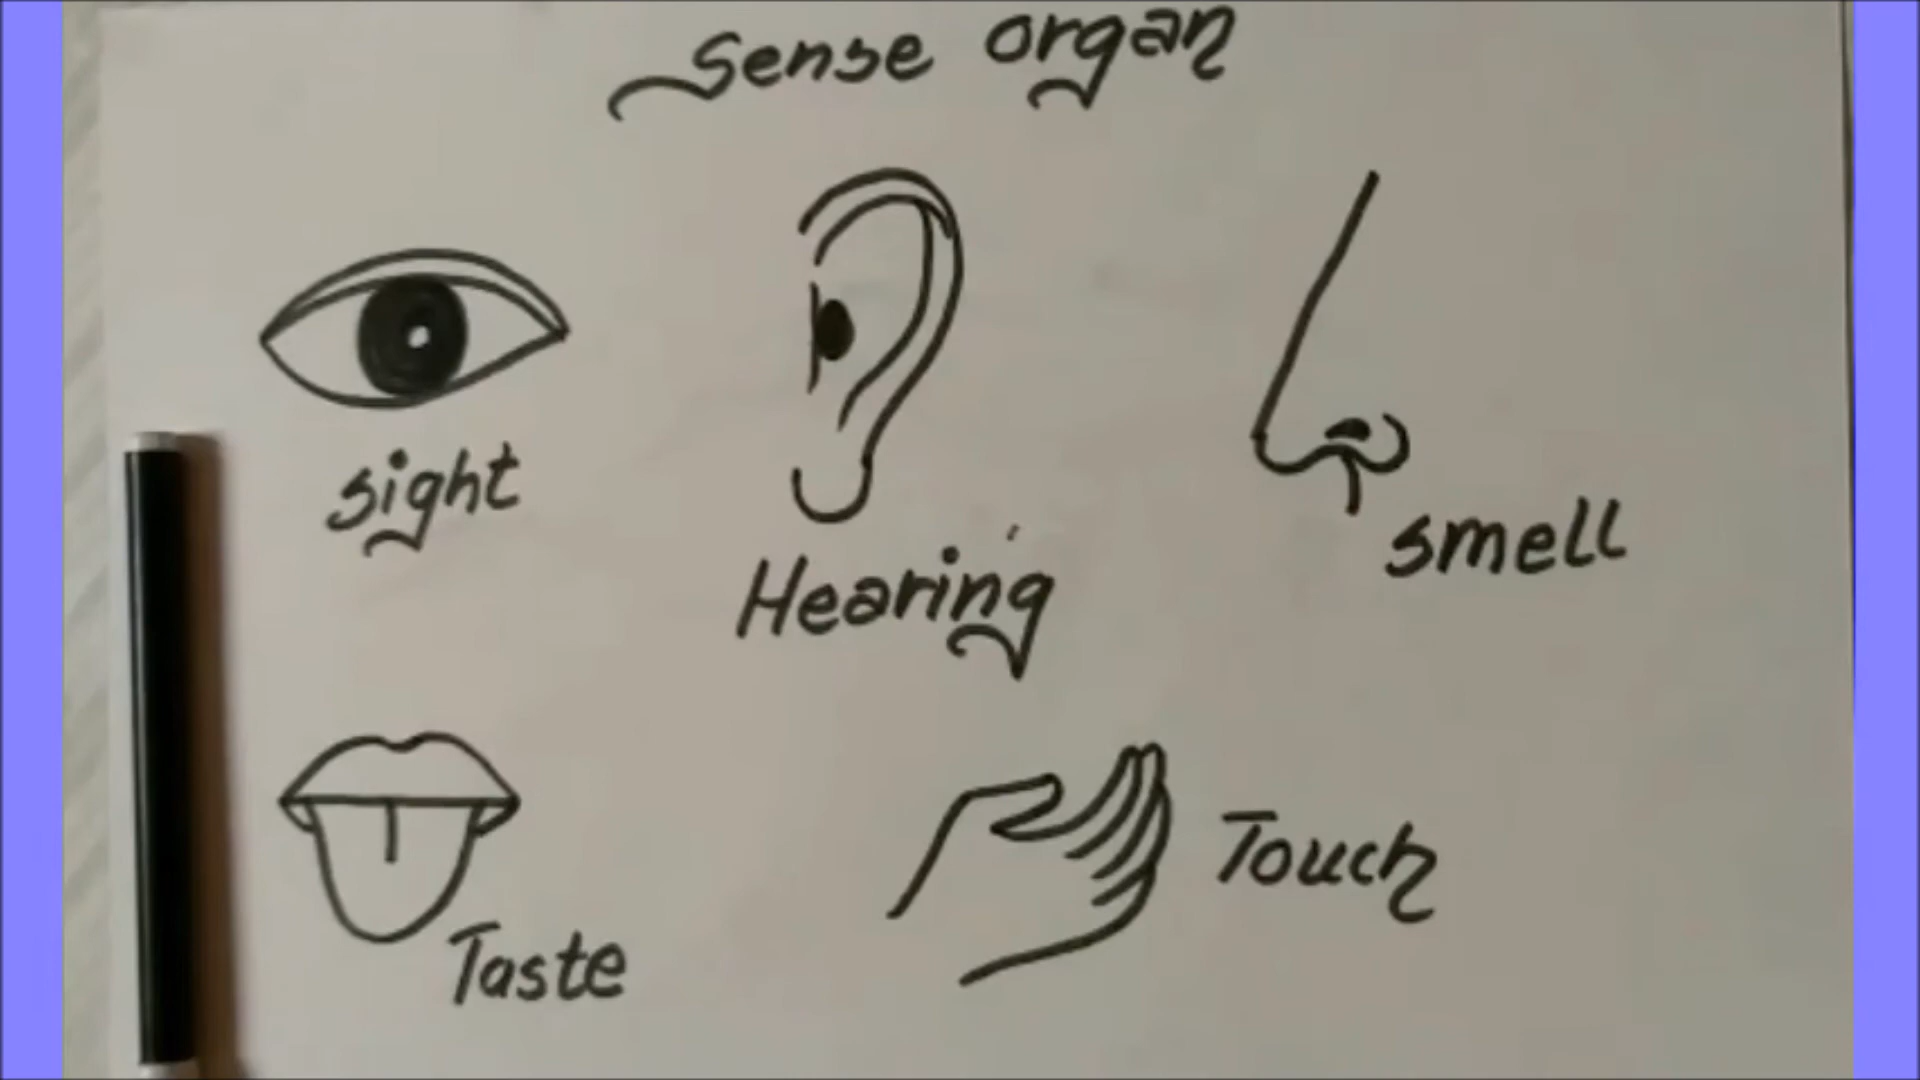 Sense organ
sight
Hearing
smell
Taste
Touch